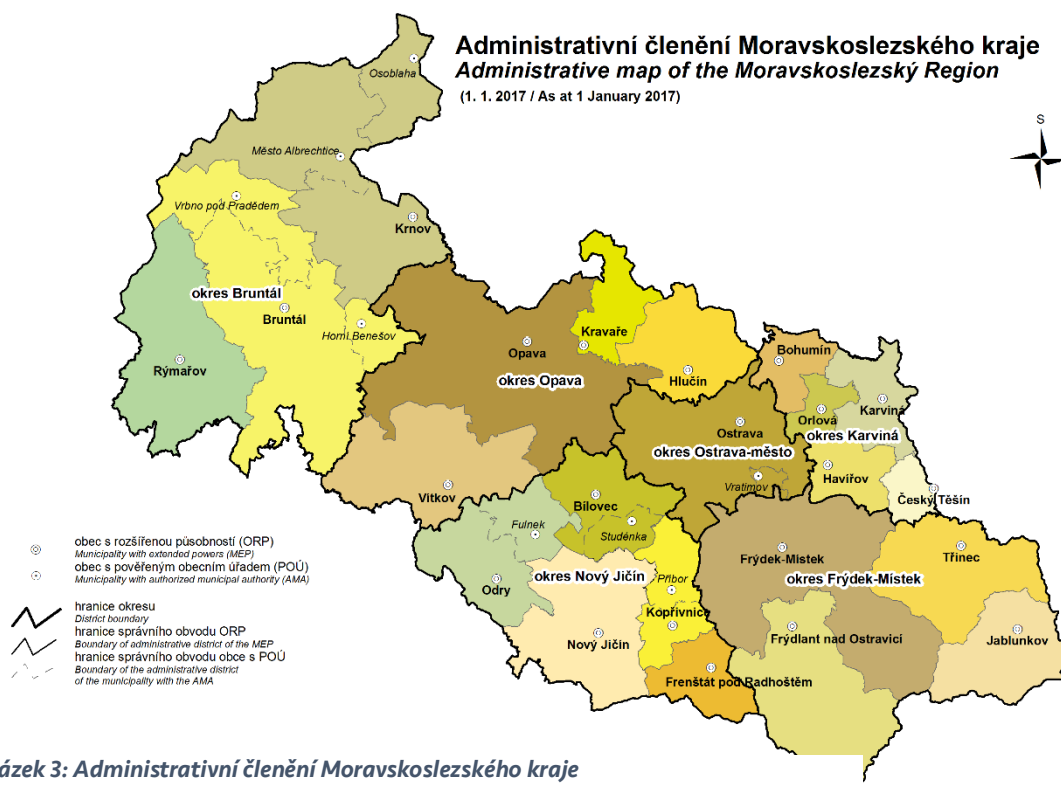 Administrativní členění Moravskoslezského kraje
Administrative map of the Moravskoslezský Region
(1. 1. 2017 / As at 1 January 2017)
S
Osoblaha
Město Albrechtice
Vrbno pod Pradědem
Krnov
okres Bruntál
Bruntál
Horní Benešov
Rýmařov
Kravaře
Opava
okres Opava
Hlučín
Bohumín
Karviná
Orlová
okres Karviná
Ostrava
okres Ostrava-město
Havířov
Vratimov
Český Těšín
Vítkov
Bílovec
Fulnek
Studénka
Odry
okres Nový Jičín
Příbor
Kopřivnice
Nový Jičín
Frenštát pod Radhoštěm
Frýdek-Místek
okres Frýdek-Místek
Třinec
Frýdlant nad Ostravicí
Jablunkov
obec s rozšířenou působností (ORP)
Municipality with extended powers (MEP)
obec s pověřeným obecním úřadem (POÚ)
Municipality with authorized municipal authority (AMA)
hranice okresu
District boundary
hranice správního obvodu ORP
Boundary of administrative district of the MEP
hranice správního obvodu obce s POÚ
Boundary of the administrative district
of the municipality with the AMA
ázek 3: Administrativní členění Moravskoslezského kraje